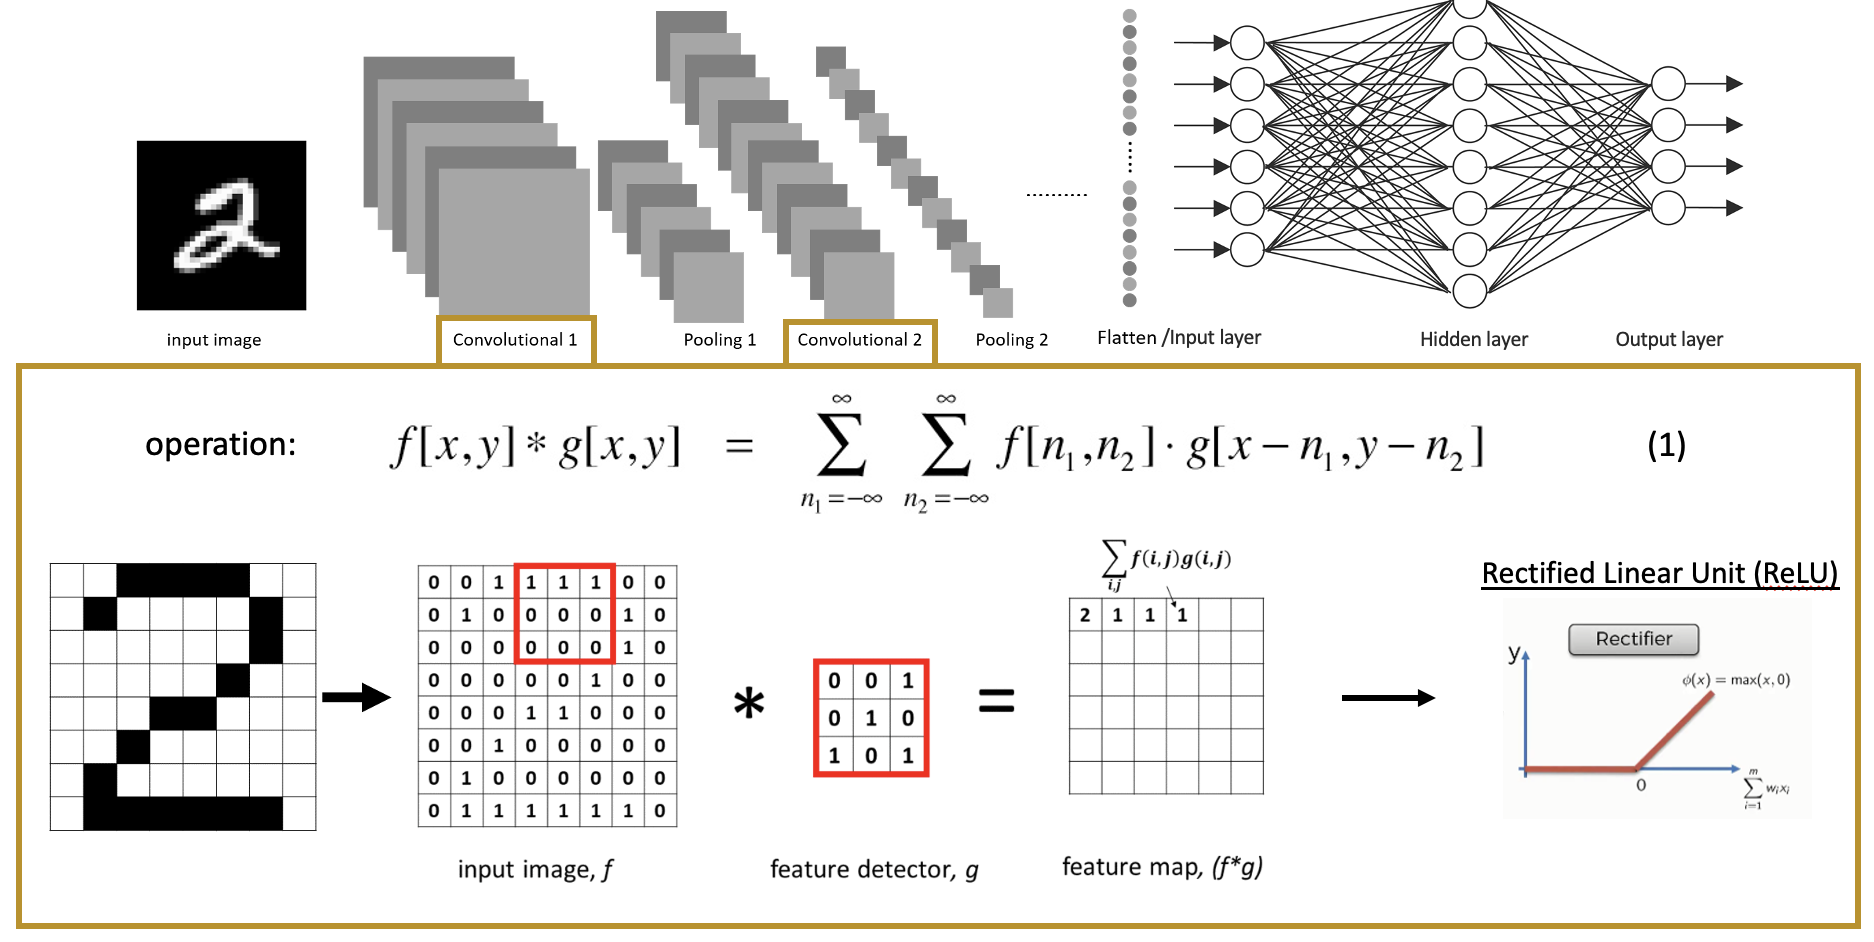 input image
Convolutional 1
Pooling 1
Convolutional 2
Pooling 2
Flatten /Input layer
Hidden layer
Output layer
operation:
f[x,y] * g[x,y] = ∑_{n₁=−∞}^{∞} ∑_{n₂=−∞}^{∞} f[n₁,n₂]·g[x−n₁,y−n₂] (1)
0 0 1 1 1 1 0 0
0 1 0 0 0 0 1 0
0 0 0 0 0 0 1 0
0 0 0 0 0 1 0 0
0 0 0 1 1 0 0 0
0 0 1 0 0 0 0 0
0 1 0 0 0 0 0 0
0 1 1 1 1 1 1 0
input image, f
*
0 0 1
0 1 0
1 0 1
feature detector, g
=
∑_{i,j} f(i,j)g(i,j)
2 1 1 1
feature map, (f*g)
Rectified Linear Unit (ReLU)
Rectifier
y
ϕ(x) = max(x, 0)
0
∑_{i=1}^{m} wᵢxᵢ